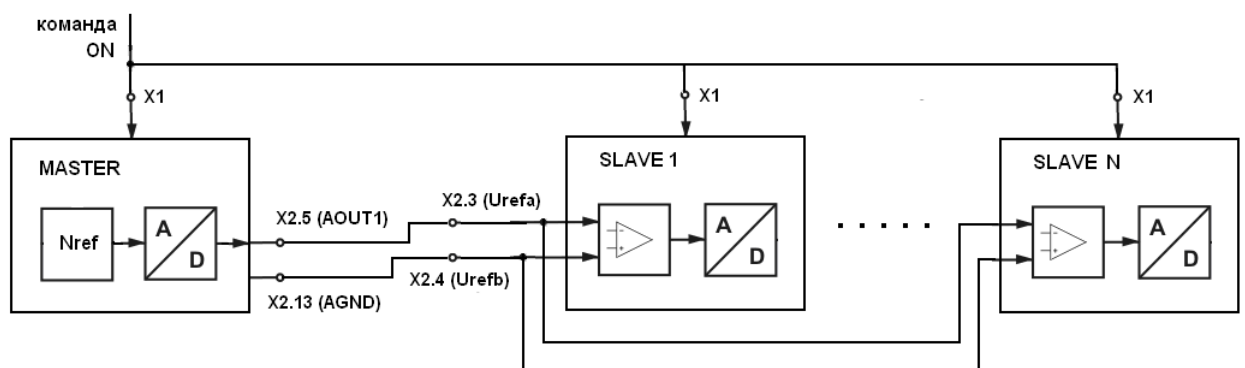 команда
ON
X1
X1
X1
MASTER
SLAVE 1
SLAVE N
Nref
A
D
X2.5 (AOUT1)
X2.13 (AGND)
X2.3 (Urefa)
X2.4 (Urefb)
A
D
A
D